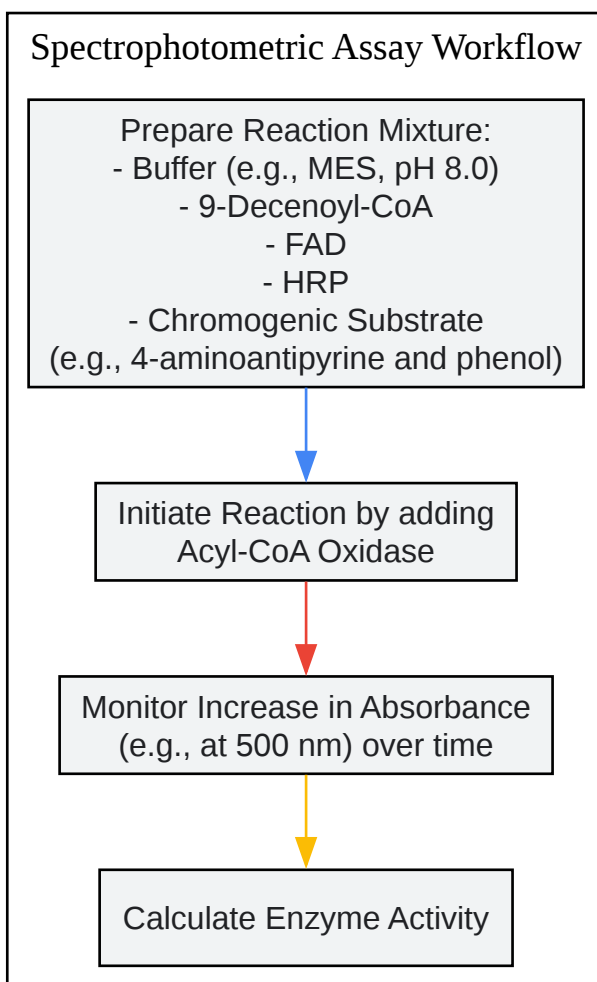 Spectrophotometric Assay Workflow
Prepare Reaction Mixture:
- Buffer (e.g., MES, pH 8.0)
- 9-Decenoyl-CoA
- FAD
- HRP
- Chromogenic Substrate
(e.g., 4-aminoantipyrine and phenol)
Initiate Reaction by adding
Acyl-CoA Oxidase
Monitor Increase in Absorbance
(e.g., at 500 nm) over time
Calculate Enzyme Activity